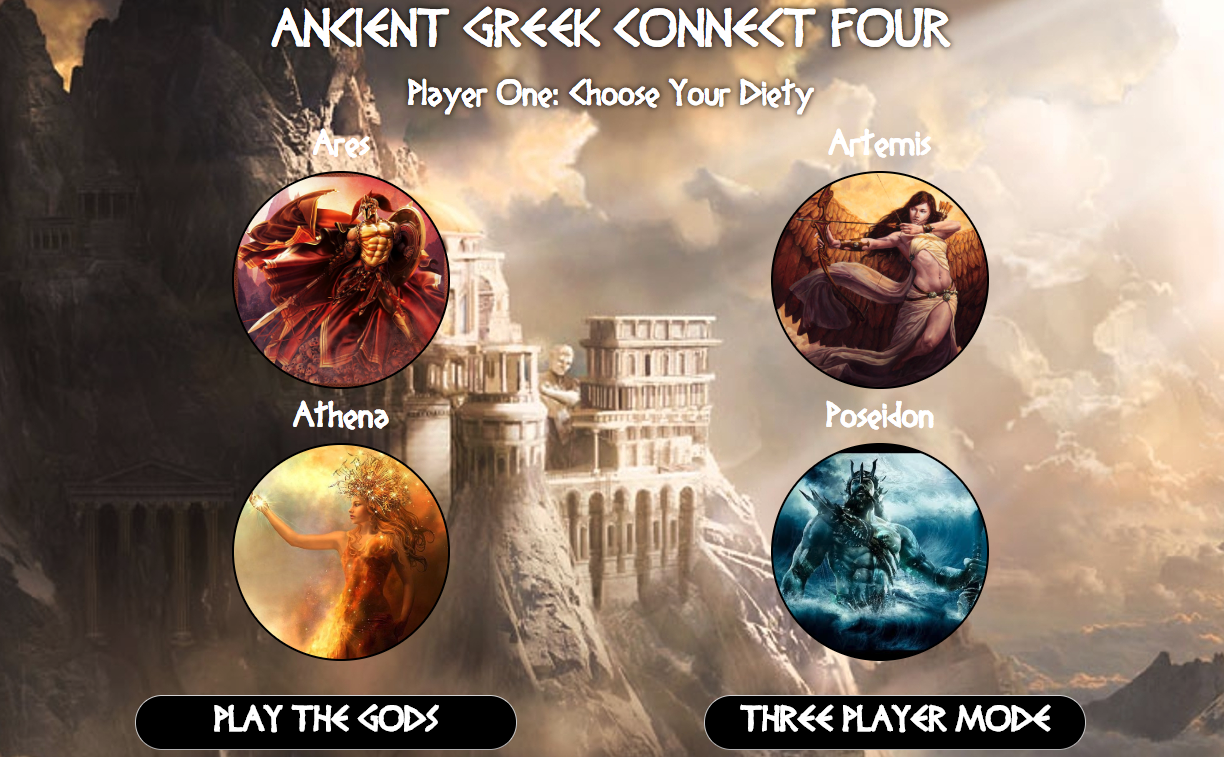 ANCIENT GREEK CONNECT FOUR
Player One: Choose Your Diety
Ares
Artemis
Athena
Poseidon
PLAY THE GODS
THREE PLAYER MODE